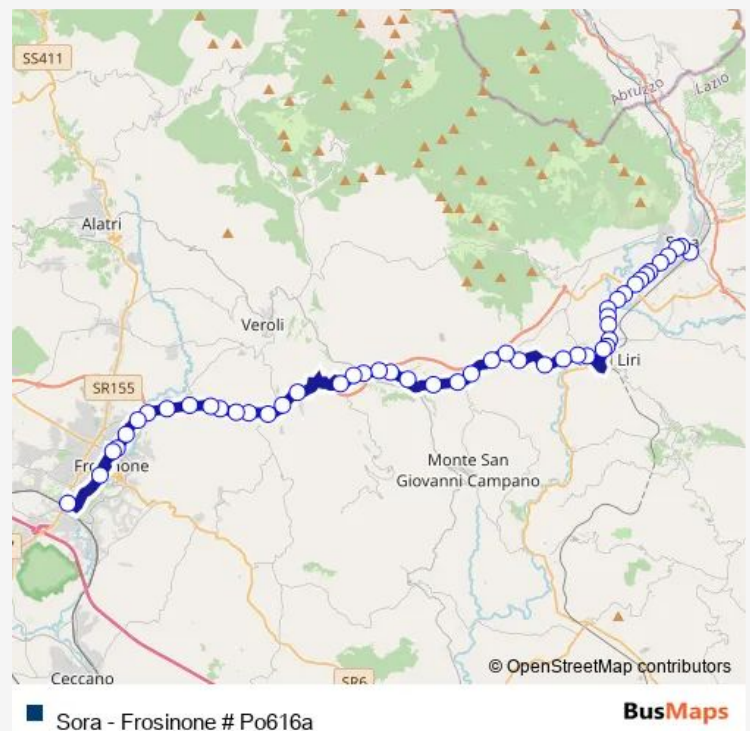 SS411
Abruzzo
Lazio
Alatri
Veroli
Liri
SR155
Monte San
Giovanni Campano
© OpenStreetMap contributors
Ceccano
SR6
Sora - Frosinone # Po616a
BusMaps